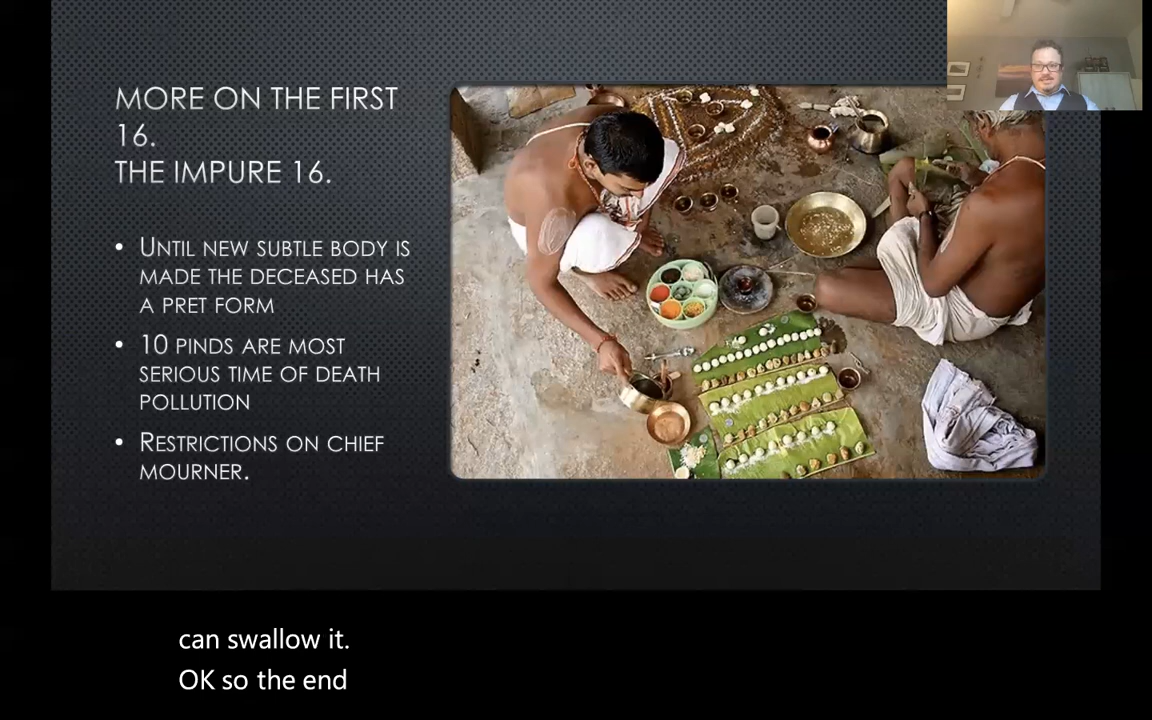 MORE ON THE FIRST
16.
THE IMPURE 16.
• UNTIL NEW SUBTLE BODY IS
MADE THE DECEASED HAS
A PRET FORM
• 10 PINDS ARE MOST
SERIOUS TIME OF DEATH
POLLUTION
• RESTRICTIONS ON CHIEF
MOURNER.
can swallow it.
OK so the end